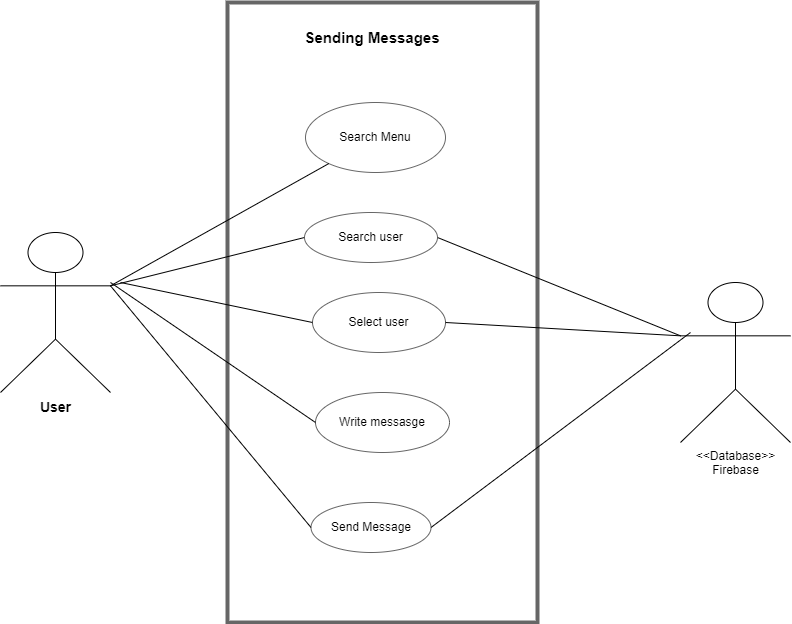 Sending Messages
Search Menu
Search user
Select user
Write messasge
Send Message
User
<<Database>>
Firebase